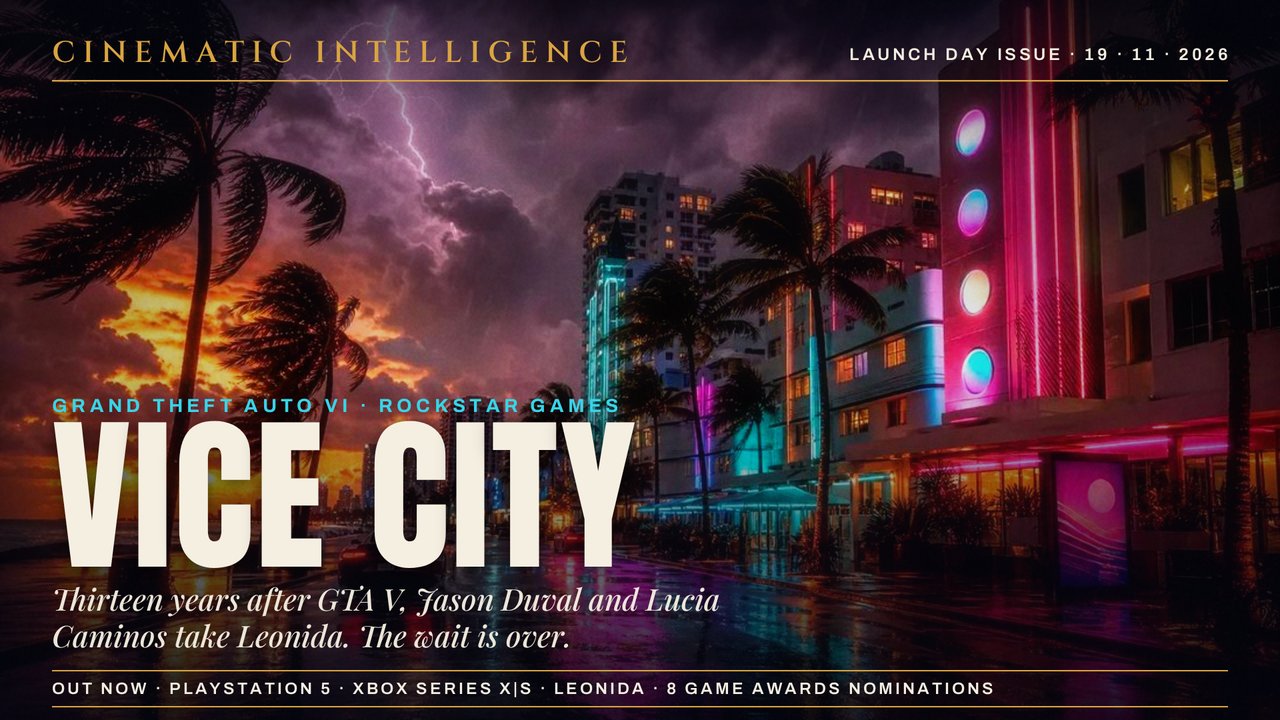 CINEMATIC INTELLIGENCE
LAUNCH DAY ISSUE · 19 · 11 · 2026
GRAND THEFT AUTO VI · ROCKSTAR GAMES
VICE CITY
Thirteen years after GTA V, Jason Duval and Lucia
Caminos take Leonida. The wait is over.
OUT NOW · PLAYSTATION 5 · XBOX SERIES X|S · LEONIDA · 8 GAME AWARDS NOMINATIONS